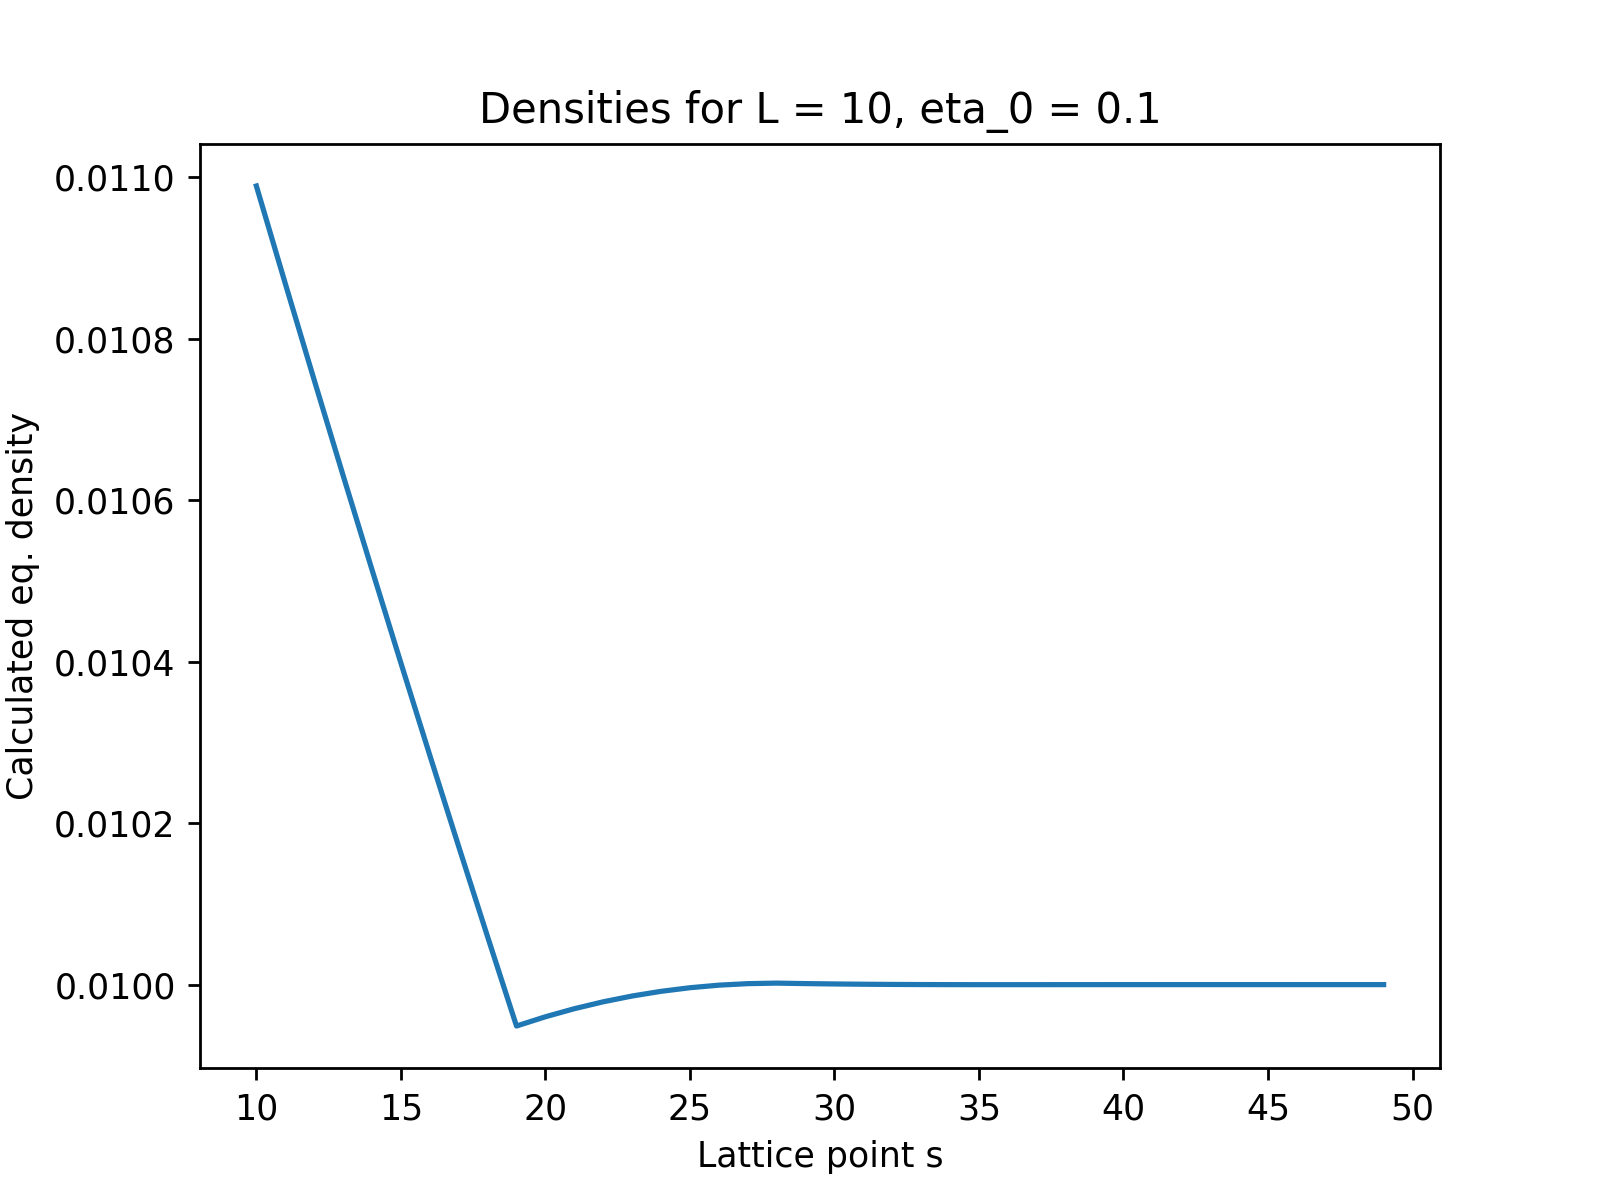 Densities for L = 10, eta_0 = 0.1
Calculated eq. density
0.0110
0.0108
0.0106
0.0104
0.0102
0.0100
10 15 20 25 30 35 40 45 50
Lattice point s